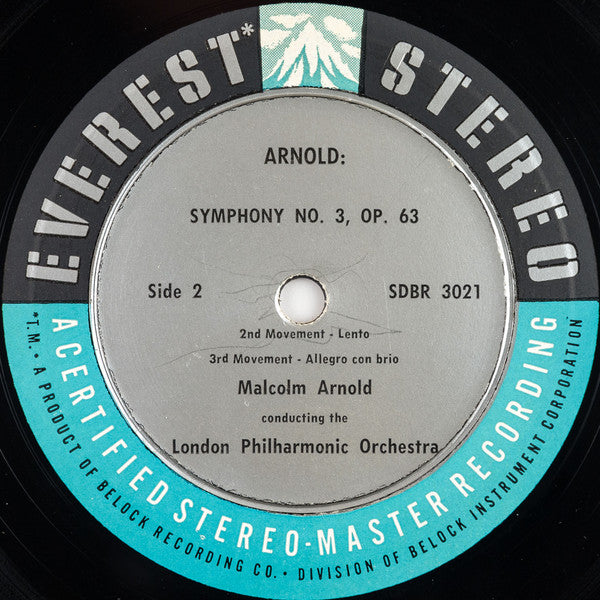 EVEREST* STEREO
ARNOLD:
SYMPHONY NO. 3, OP. 63
Side 2
SDBR 3021
2nd Movement - Lento
3rd Movement - Allegro con brio
Malcolm Arnold
conducting the
London Philharmonic Orchestra
A CERTIFIED STEREO-MASTER RECORDING
*T.M. • A PRODUCT OF BELOCK RECORDING CO. • DIVISION OF BELOCK INSTRUMENT CORPORATION